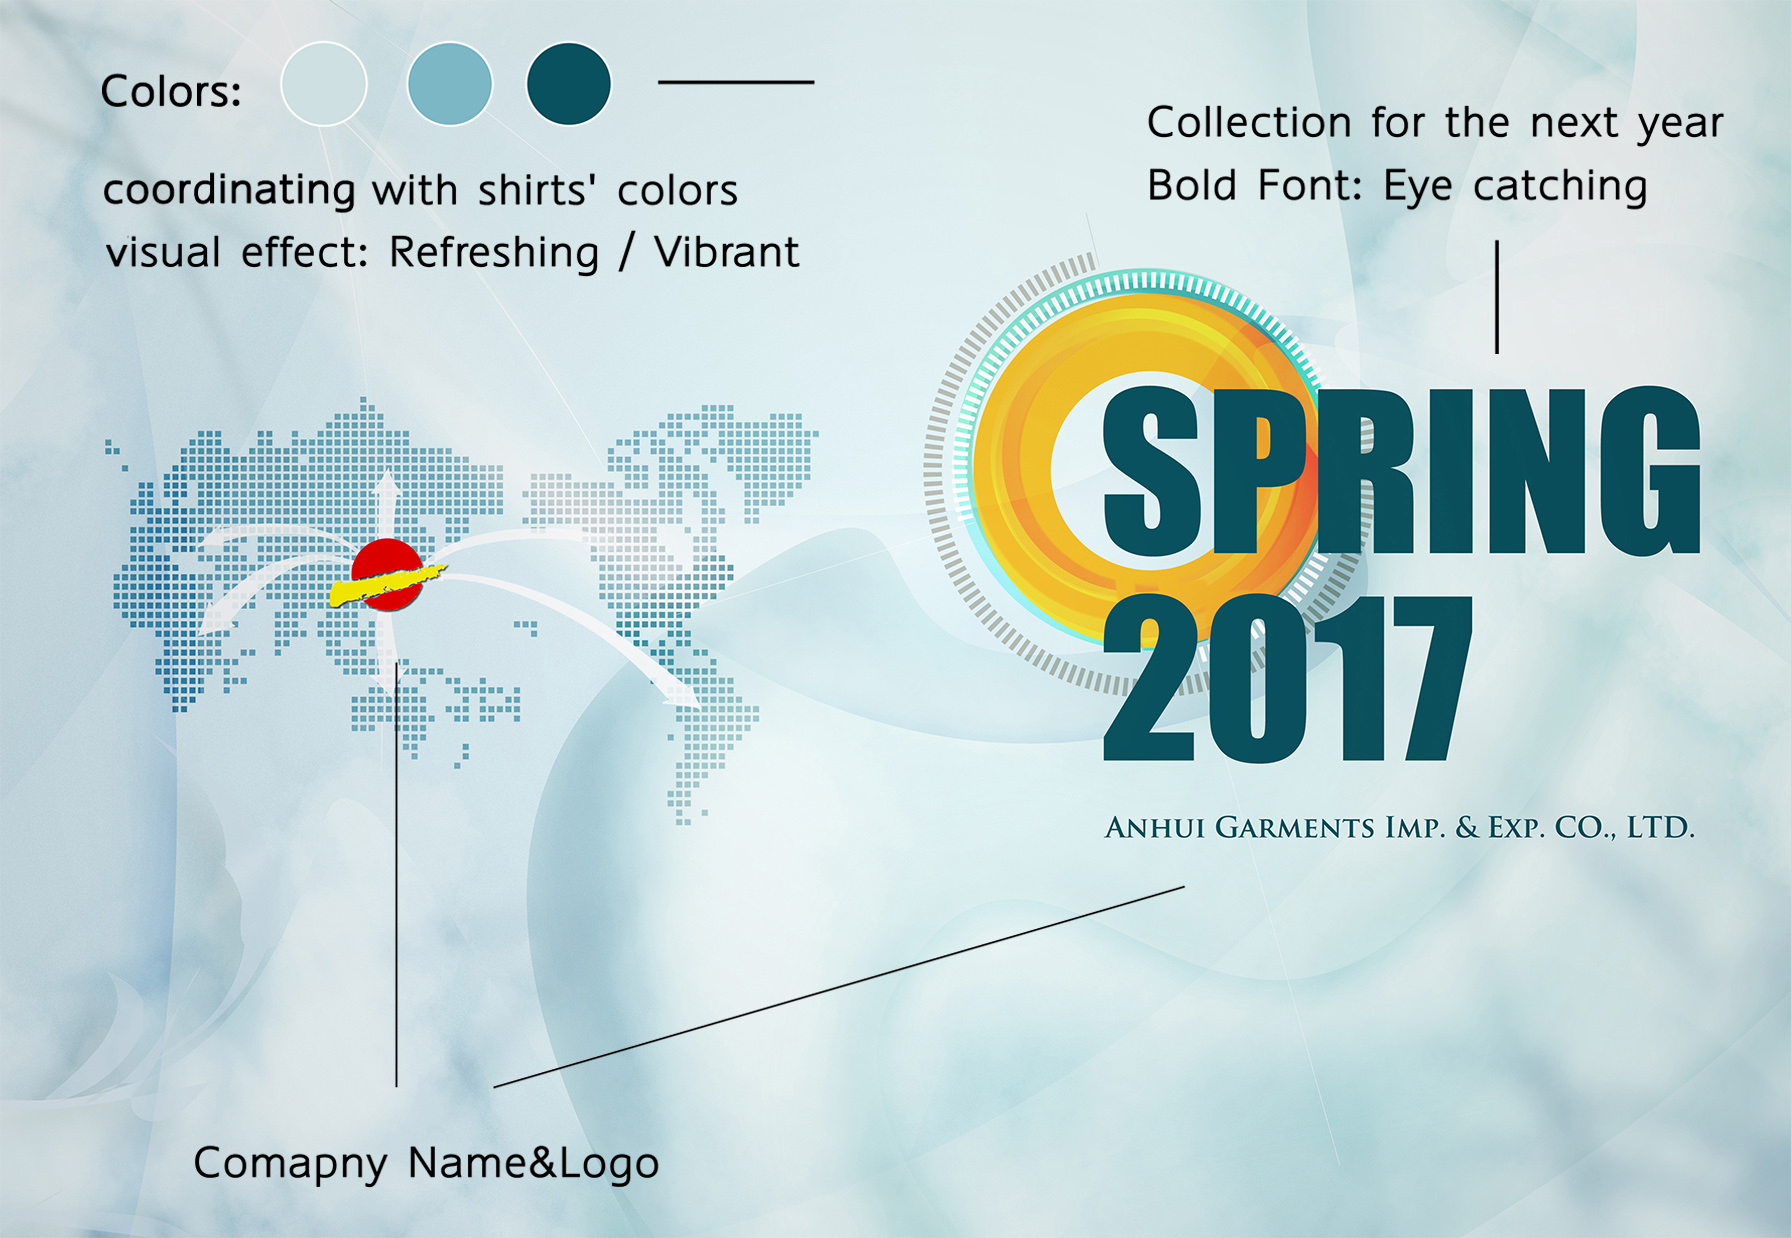 Colors:
coordinating with shirts' colors
visual effect: Refreshing / Vibrant
Collection for the next year
Bold Font: Eye catching
SPRING
2017
ANHUI GARMENTS IMP. & EXP. CO., LTD.
Comapny Name&Logo